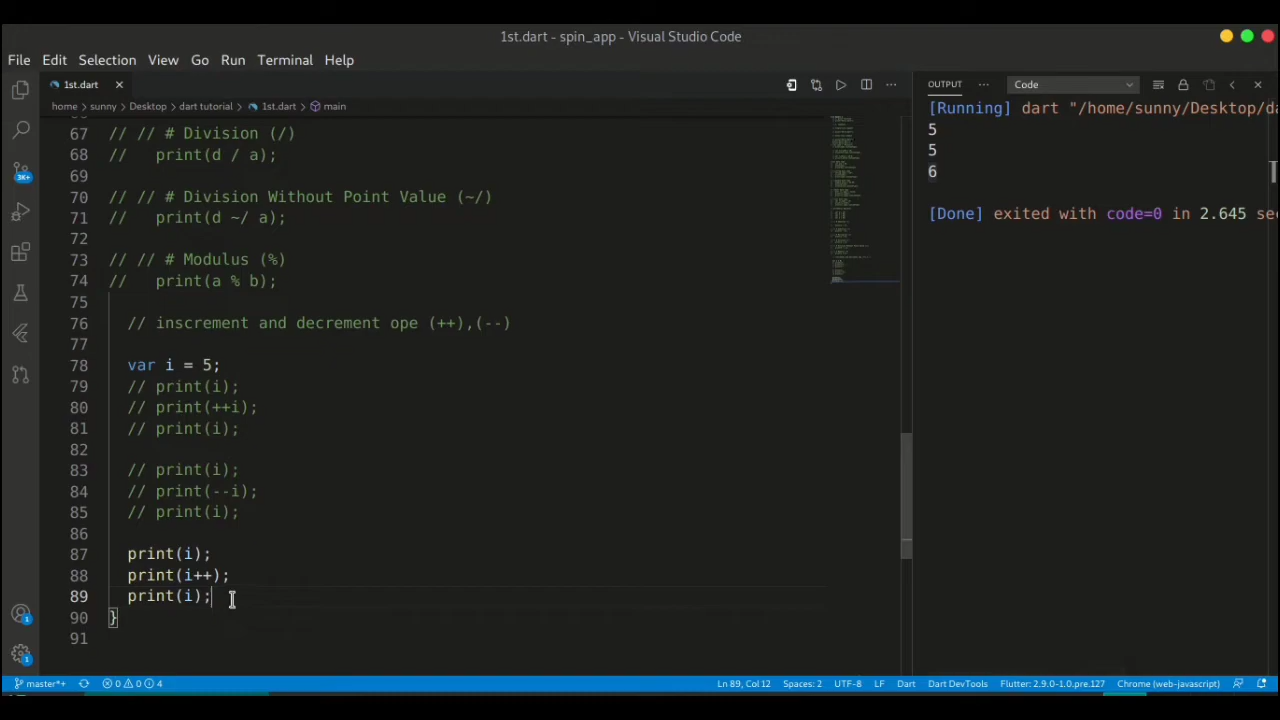 1st.dart - spin_app - Visual Studio Code
File Edit Selection View Go Run Terminal Help
1st.dart
home sunny Desktop dart tutorial 1st.dart main
67 // // # Division (/)
68 //   print(d / a);
69
70 // // # Division Without Point Value (~/)
71 //   print(d ~/ a);
72
73 // // # Modulus (%)
74 //   print(a % b);
75
76 // inscrement and decrement ope (++),(--)
77
78 var i = 5;
79 // print(i);
80 // print(++i);
81 // print(i);
82
83 // print(i);
84 // print(--i);
85 // print(i);
86
87 print(i);
88 print(i++);
89 print(i);
90 }
91
OUTPUT ··· Code
[Running] dart "/home/sunny/Desktop/da
5
5
6
[Done] exited with code=0 in 2.645 sec
3K+
1
1
master*+ 0 0 4 Ln 89, Col 12 Spaces: 2 UTF-8 LF Dart Dart DevTools Flutter: 2.9.0-1.0.pre.127 Chrome (web-javascript)